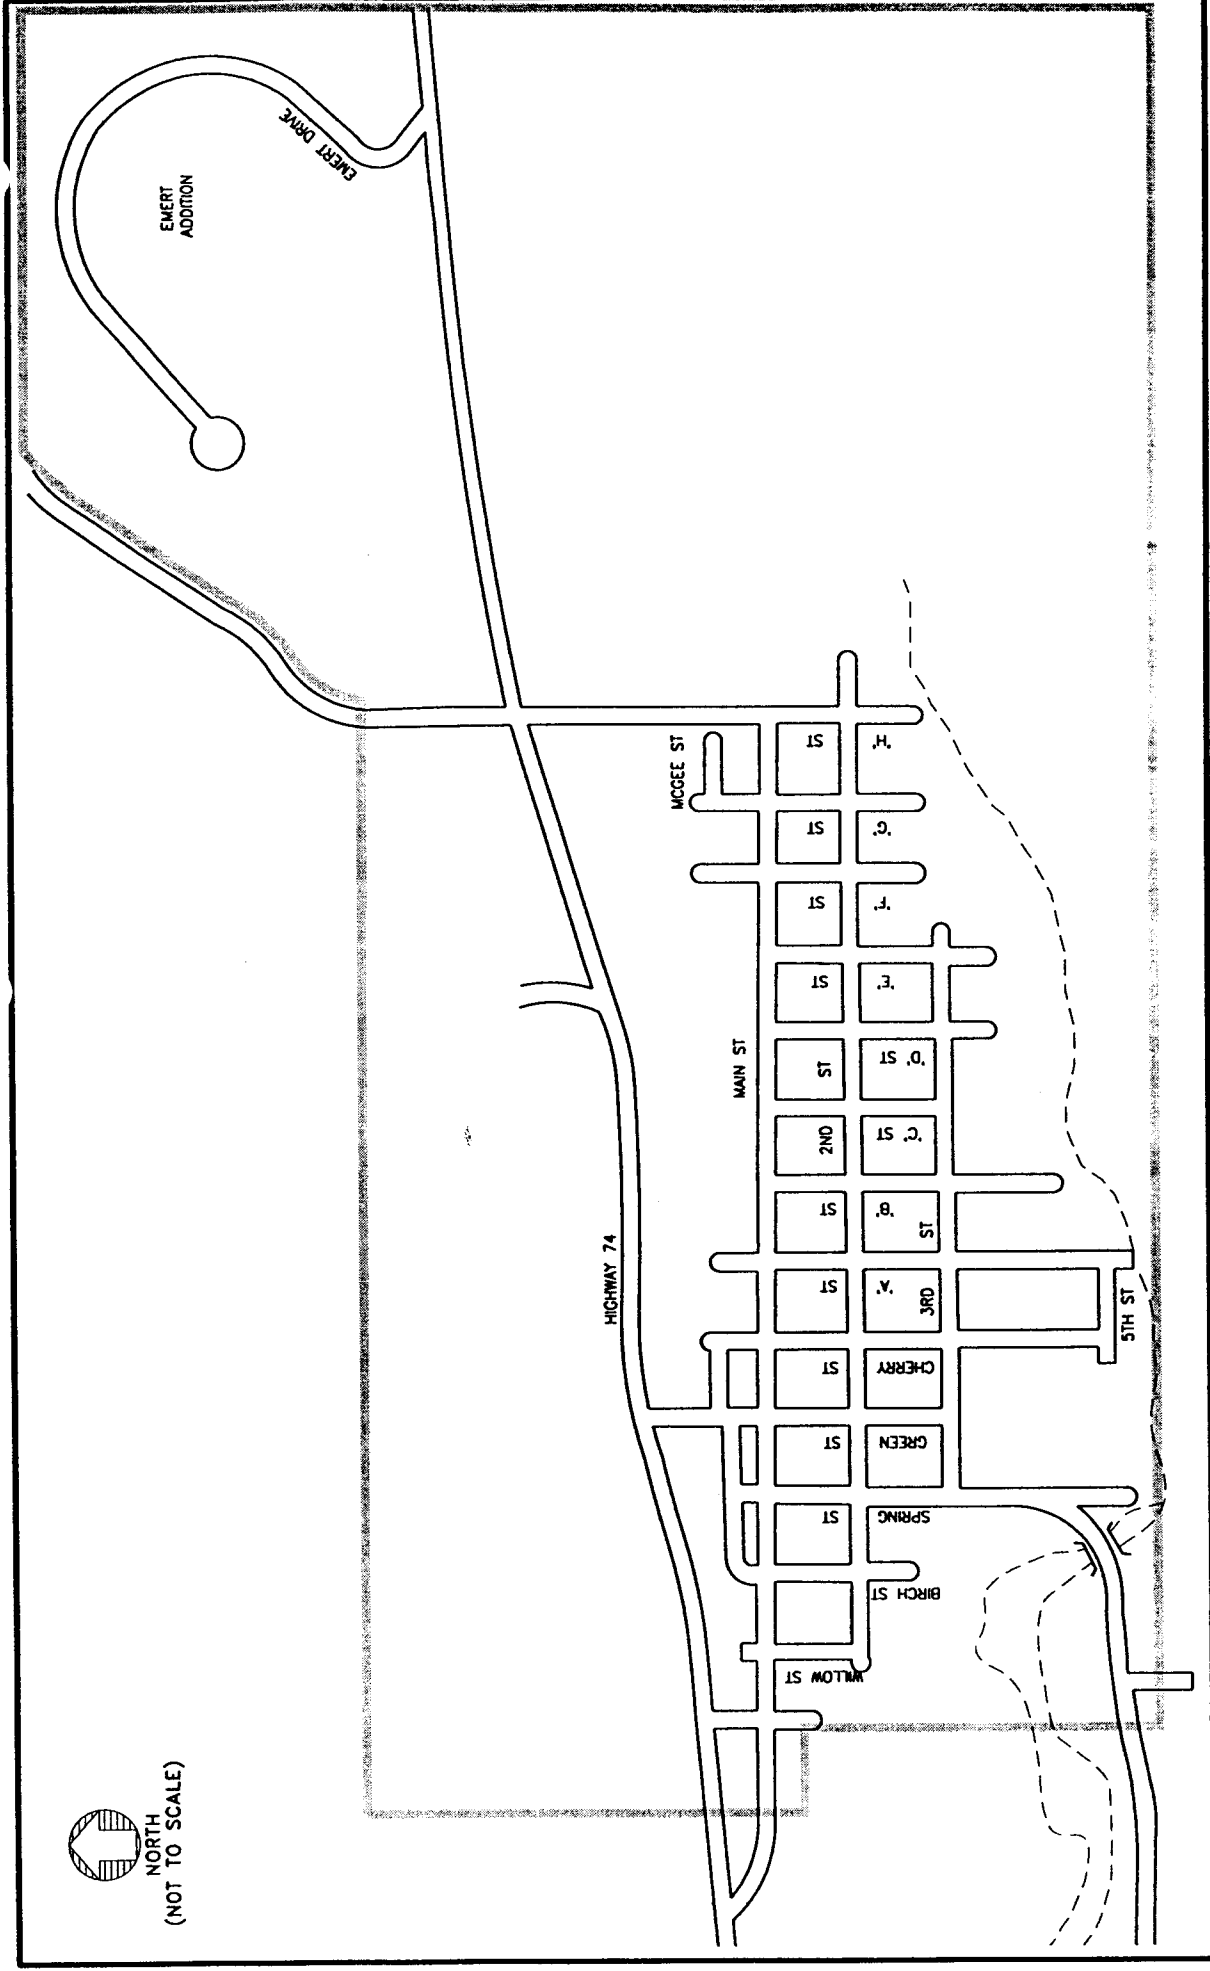 EMERT DRIVE
EMERT
ADDITION
MCGEE ST
'H'
ST
'G'
ST
'F'
ST
'E'
ST
MAIN ST
'D' ST
'C' ST
2ND
ST
'B'
ST
HIGHWAY 74
'A'
ST
3RD
ST
5TH ST
CHERRY
ST
GREEN
ST
SPRING
ST
BIRCH ST
WILLOW ST
NORTH
(NOT TO SCALE)